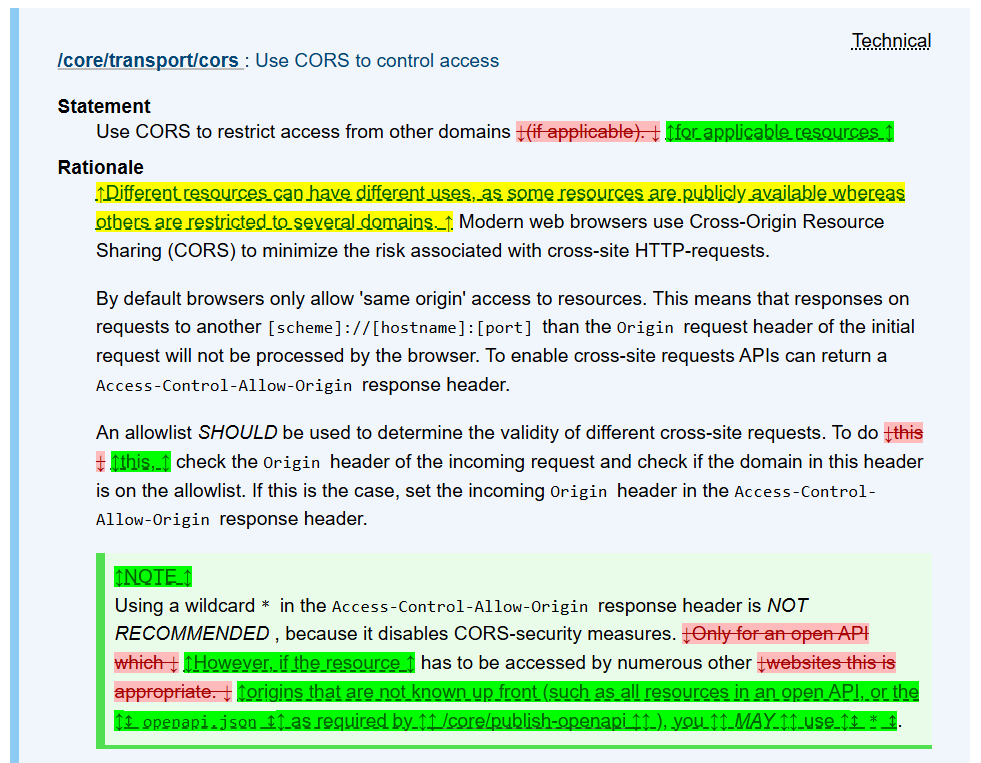 Technical
/core/transport/cors : Use CORS to control access
Statement
Use CORS to restrict access from other domains ↓(if applicable). ↓ ↕for applicable resources ↕
Rationale
↑Different resources can have different uses, as some resources are publicly available whereas
others are restricted to several domains. ↑ Modern web browsers use Cross-Origin Resource
Sharing (CORS) to minimize the risk associated with cross-site HTTP-requests.
By default browsers only allow 'same origin' access to resources. This means that responses on
requests to another [scheme]://[hostname]:[port] than the Origin request header of the initial
request will not be processed by the browser. To enable cross-site requests APIs can return a
Access-Control-Allow-Origin response header.
An allowlist SHOULD be used to determine the validity of different cross-site requests. To do ↓this
↓ ↕this, ↕ check the Origin header of the incoming request and check if the domain in this header
is on the allowlist. If this is the case, set the incoming Origin header in the Access-Control-
Allow-Origin response header.
↕NOTE ↕
Using a wildcard * in the Access-Control-Allow-Origin response header is NOT
RECOMMENDED , because it disables CORS-security measures. ↓Only for an open API
which ↓ ↕However, if the resource ↕ has to be accessed by numerous other ↓websites this is
appropriate. ↓ ↕origins that are not known up front (such as all resources in an open API, or the
↕↕ openapi.json ↕↕ as required by ↕↕ /core/publish-openapi ↕↕ ), you ↕↕ MAY ↕↕ use ↕↕ * ↕.